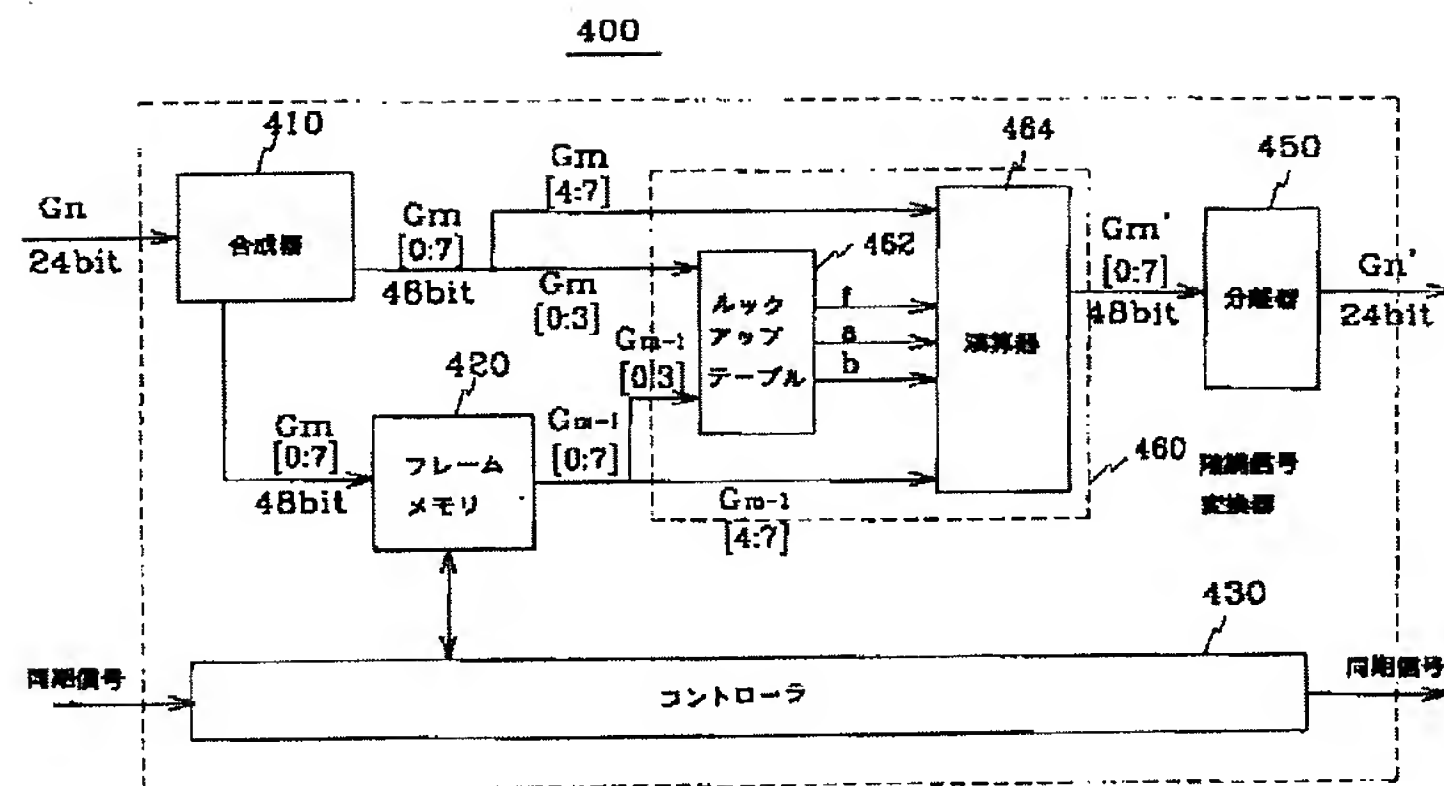 400
410
合成器
Gn
24bit
Gm
[0:7]
48bit
Gm
[4:7]
Gm
[0:3]
Gm-1
[0:3]
462
ルック
アップ
テーブル
f
a
b
464
演算器
Gm'
[0:7]
48bit
450
分離器
Gn'
24bit
Gm
[0:7]
48bit
420
フレーム
メモリ
Gm-1
[0:7]
Gm-1
[4:7]
460
階調信号
変換器
430
同期信号
コントローラ
同期信号